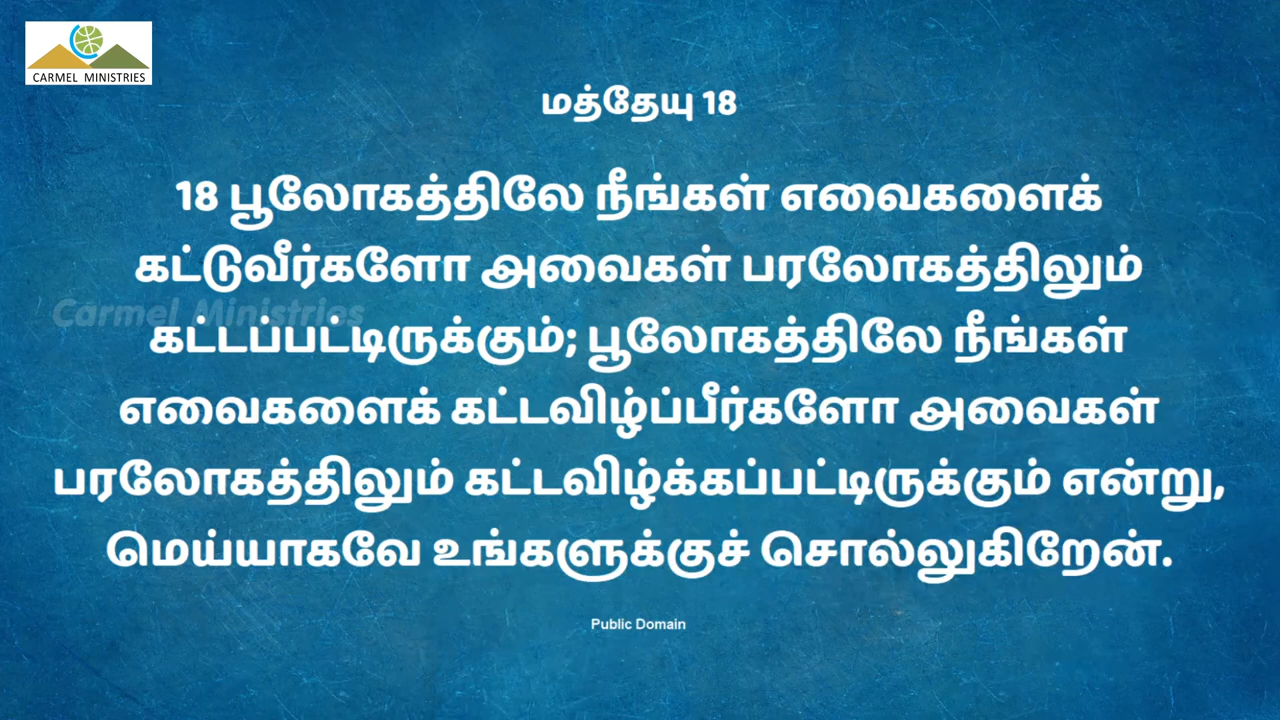 CARMEL MINISTRIES
மத்தேயு 18
18 பூலோகத்திலே நீங்கள் எவைகளைக்
கட்டுவீர்களோ அவைகள் பரலோகத்திலும்
Carmel Ministries
கட்டப்பட்டிருக்கும்; பூலோகத்திலே நீங்கள்
எவைகளைக் கட்டவிழ்ப்பீர்களோ அவைகள்
பரலோகத்திலும் கட்டவிழ்க்கப்பட்டிருக்கும் என்று,
மெய்யாகவே உங்களுக்குச் சொல்லுகிறேன்.
Public Domain